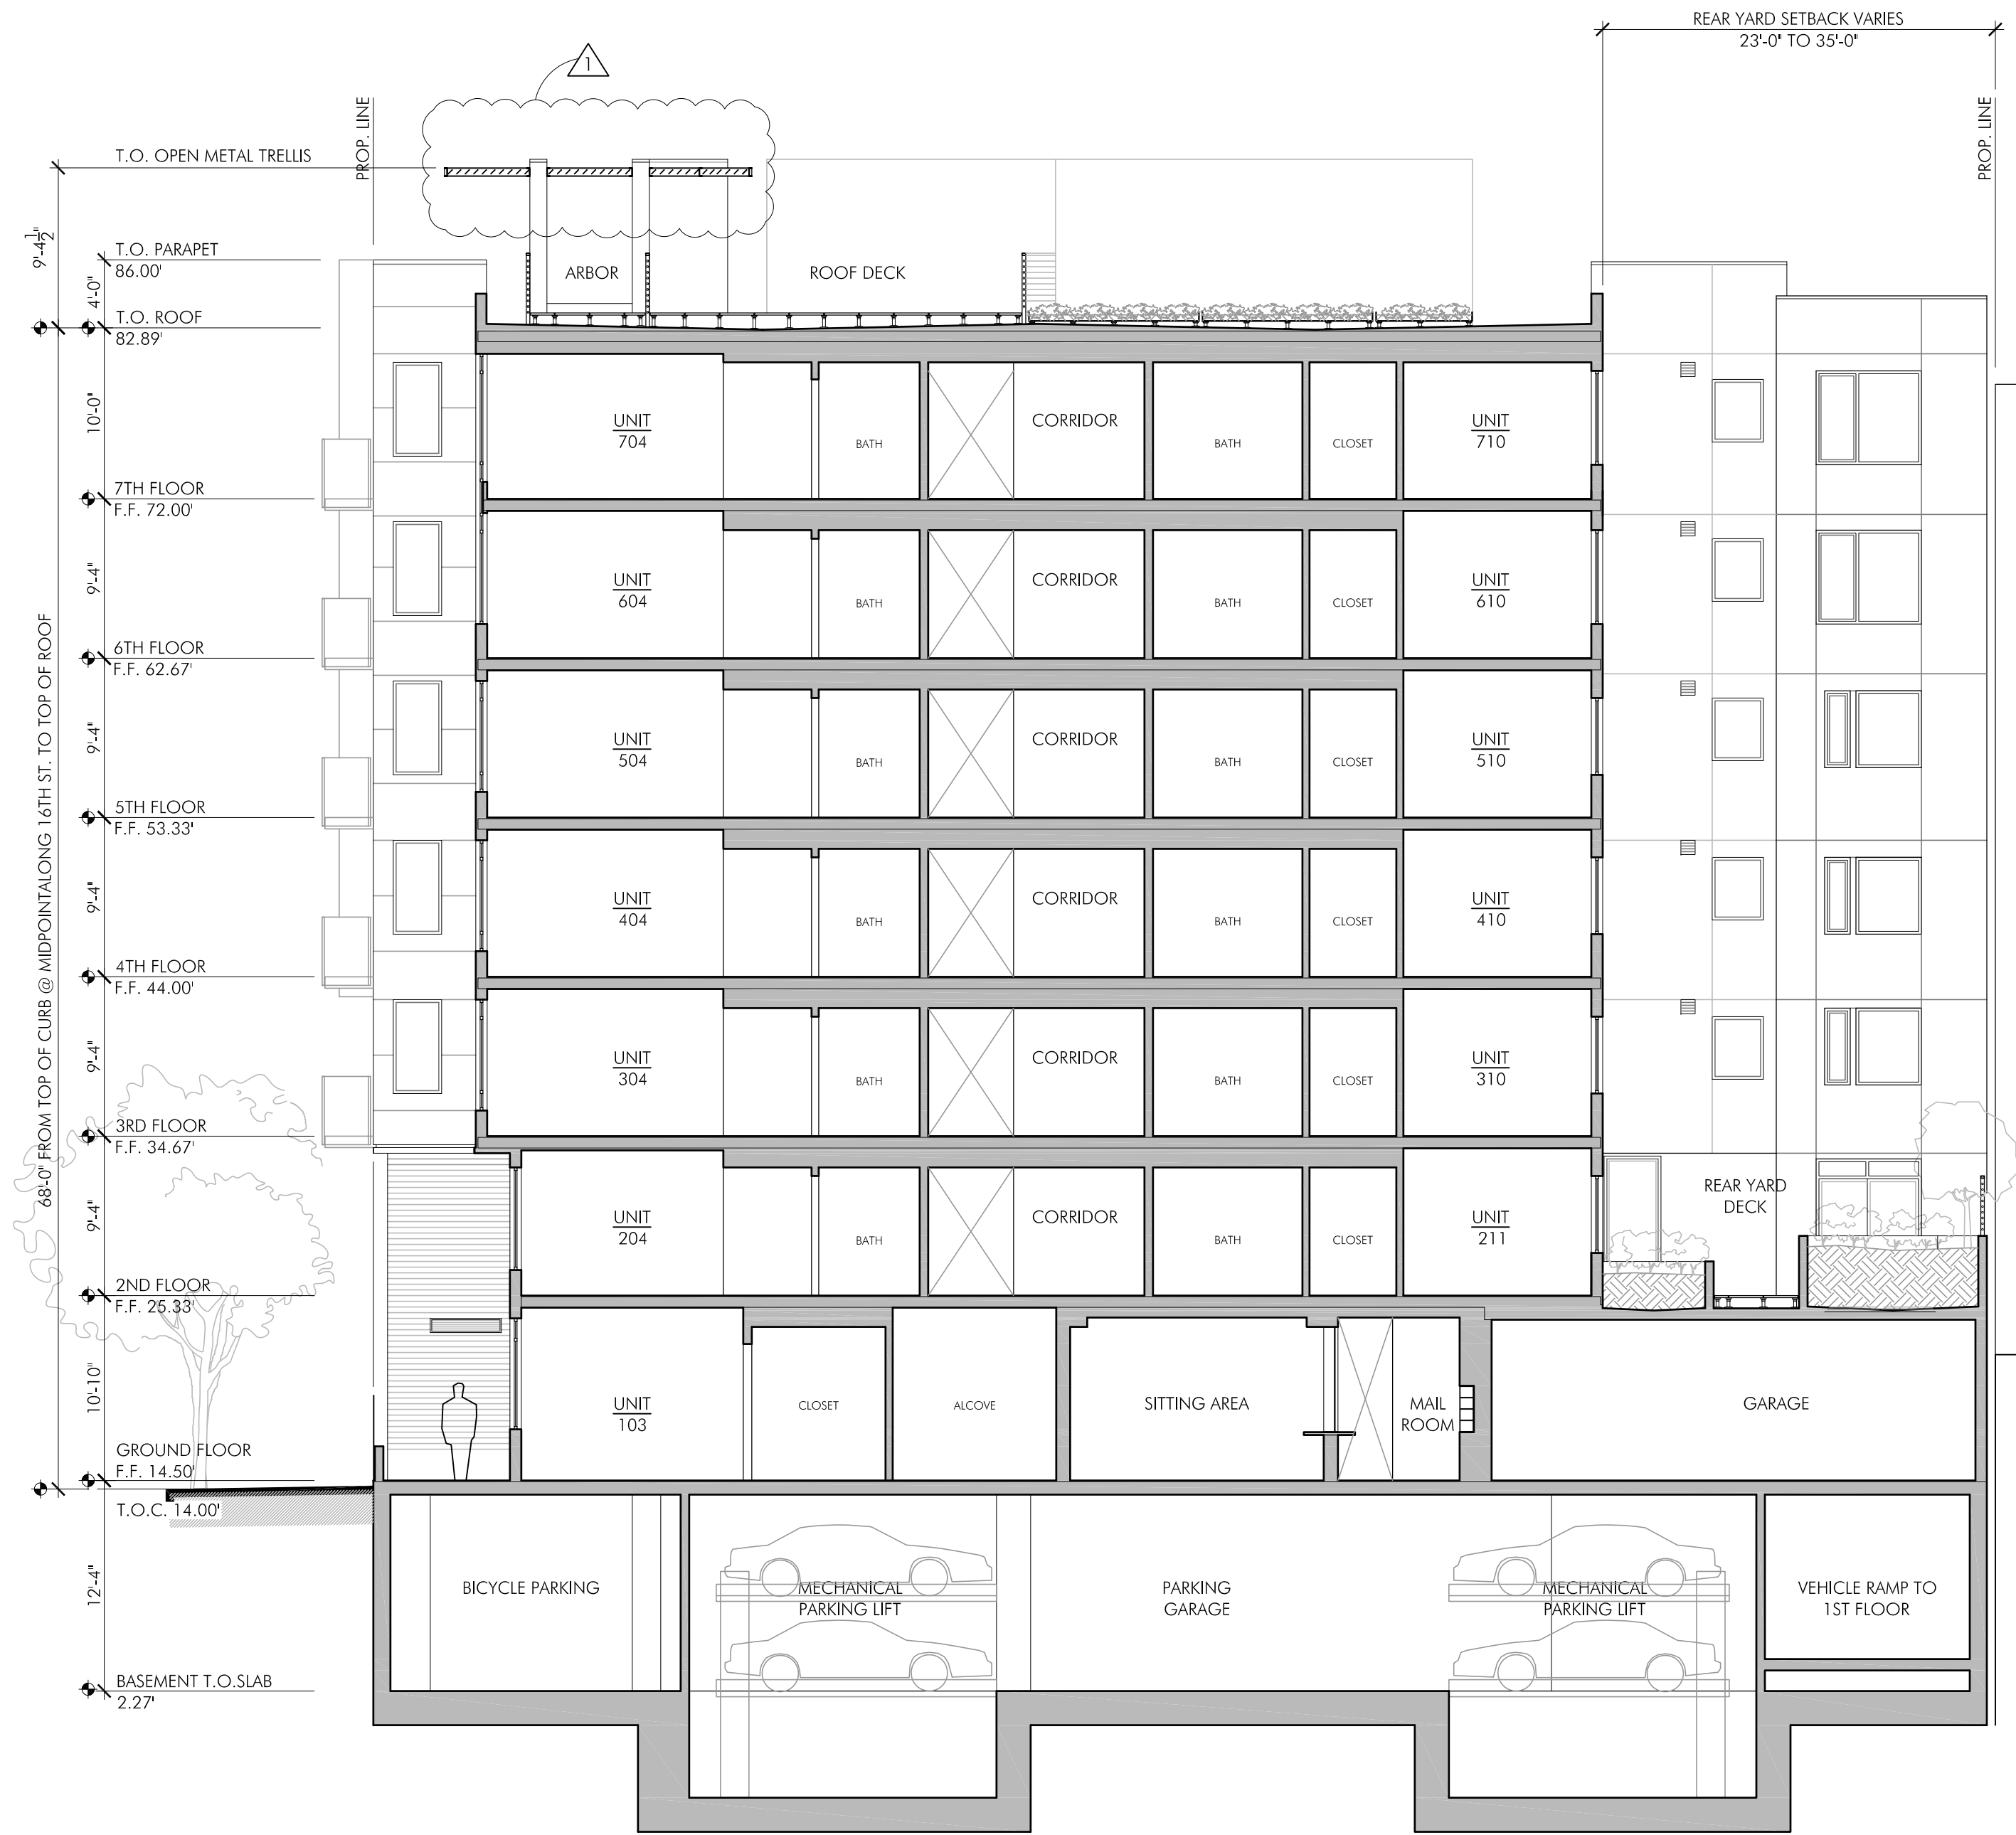 REAR YARD SETBACK VARIES
23'-0" TO 35'-0"
1
PROP. LINE
PROP. LINE
T.O. OPEN METAL TRELLIS
9'-4 1/2"
T.O. PARAPET
86.00'
4'-0"
ARBOR
ROOF DECK
T.O. ROOF
82.89'
10'-0"
UNIT
704
BATH
CORRIDOR
BATH
CLOSET
UNIT
710
7TH FLOOR
F.F. 72.00'
9'-4"
UNIT
604
BATH
CORRIDOR
BATH
CLOSET
UNIT
610
6TH FLOOR
F.F. 62.67'
68'-0" FROM TOP OF CURB @ MIDPOINTALONG 16TH ST. TO TOP OF ROOF
9'-4"
UNIT
504
BATH
CORRIDOR
BATH
CLOSET
UNIT
510
5TH FLOOR
F.F. 53.33'
9'-4"
UNIT
404
BATH
CORRIDOR
BATH
CLOSET
UNIT
410
4TH FLOOR
F.F. 44.00'
9'-4"
UNIT
304
BATH
CORRIDOR
BATH
CLOSET
UNIT
310
3RD FLOOR
F.F. 34.67'
9'-4"
UNIT
204
BATH
CORRIDOR
BATH
CLOSET
UNIT
211
REAR YARD
DECK
2ND FLOOR
F.F. 25.33'
10'-10"
UNIT
103
CLOSET
ALCOVE
SITTING AREA
MAIL
ROOM
GARAGE
GROUND FLOOR
F.F. 14.50'
T.O.C. 14.00'
12'-4"
BICYCLE PARKING
MECHANICAL
PARKING LIFT
PARKING
GARAGE
MECHANICAL
PARKING LIFT
VEHICLE RAMP TO
1ST FLOOR
BASEMENT T.O.SLAB
2.27'